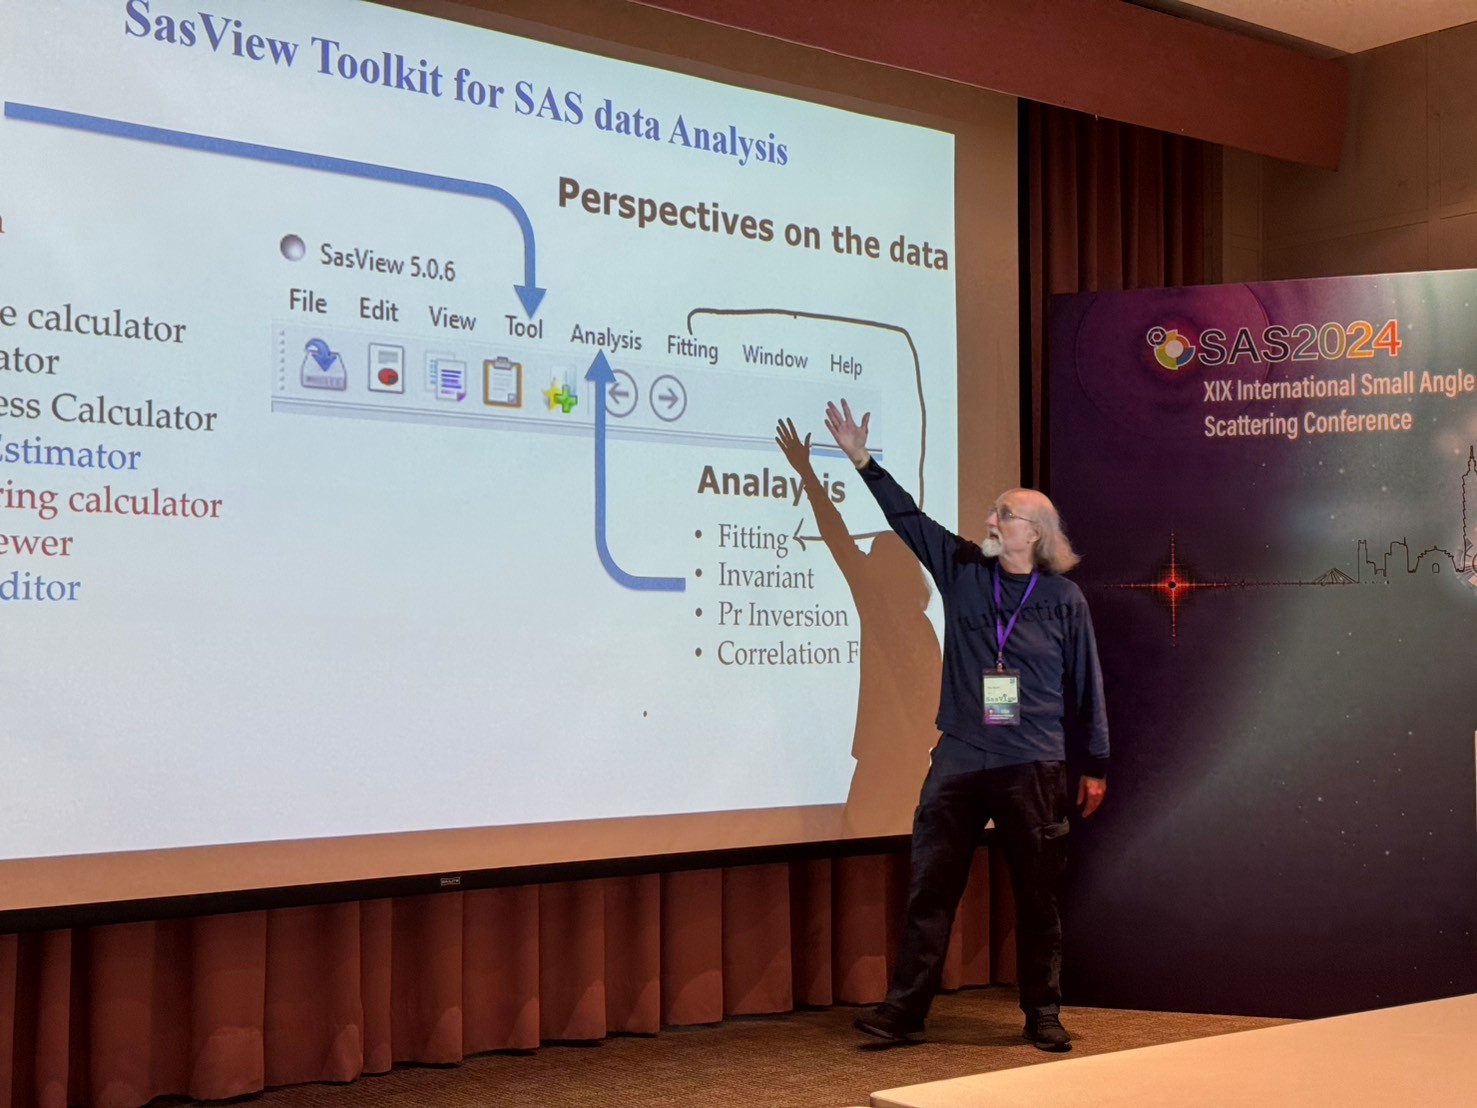 SasView Toolkit for SAS data Analysis
Perspectives on the data
SasView 5.0.6
File Edit View Tool Analysis Fitting Window Help
e calculator
ator
ess Calculator
Estimator
ring calculator
ewer
ditor
Analaysis
• Fitting
• Invariant
• Pr Inversion
• Correlation F
SAS2024
XIX International Small Angle
Scattering Conference
SasView